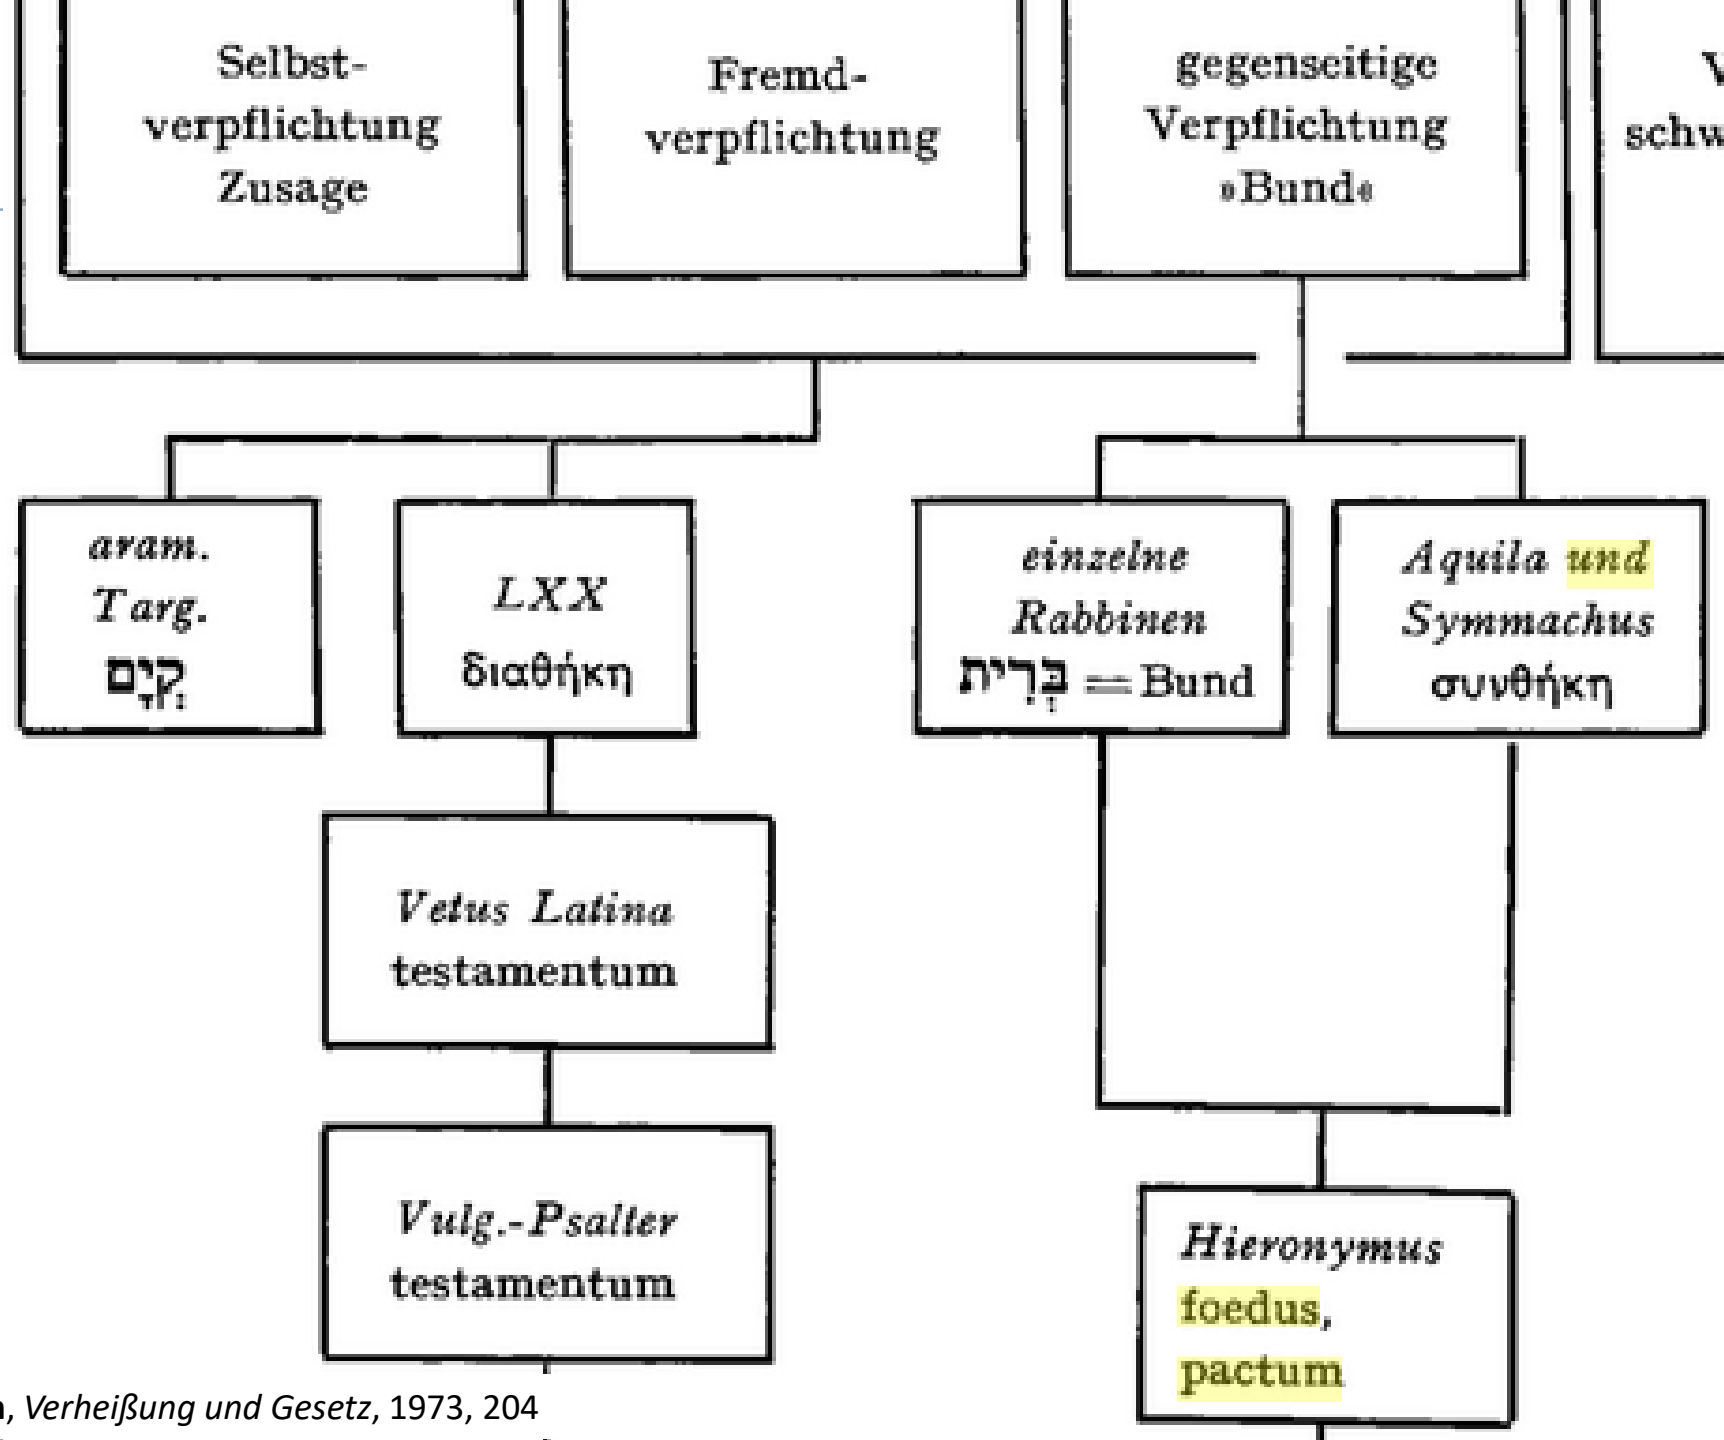 Selbst-
verpflichtung
Zusage
Fremd-
verpflichtung
gegenseitige
Verpflichtung
»Bund«
aram.
Targ.
קְיָם
LXX
διαθήκη
einzelne
Rabbinen
בְּרִית = Bund
Aquila und
Symmachus
συνθήκη
Vetus Latina
testamentum
Vulg.-Psalter
testamentum
Hieronymus
foedus,
pactum
, Verheißung und Gesetz, 1973, 204